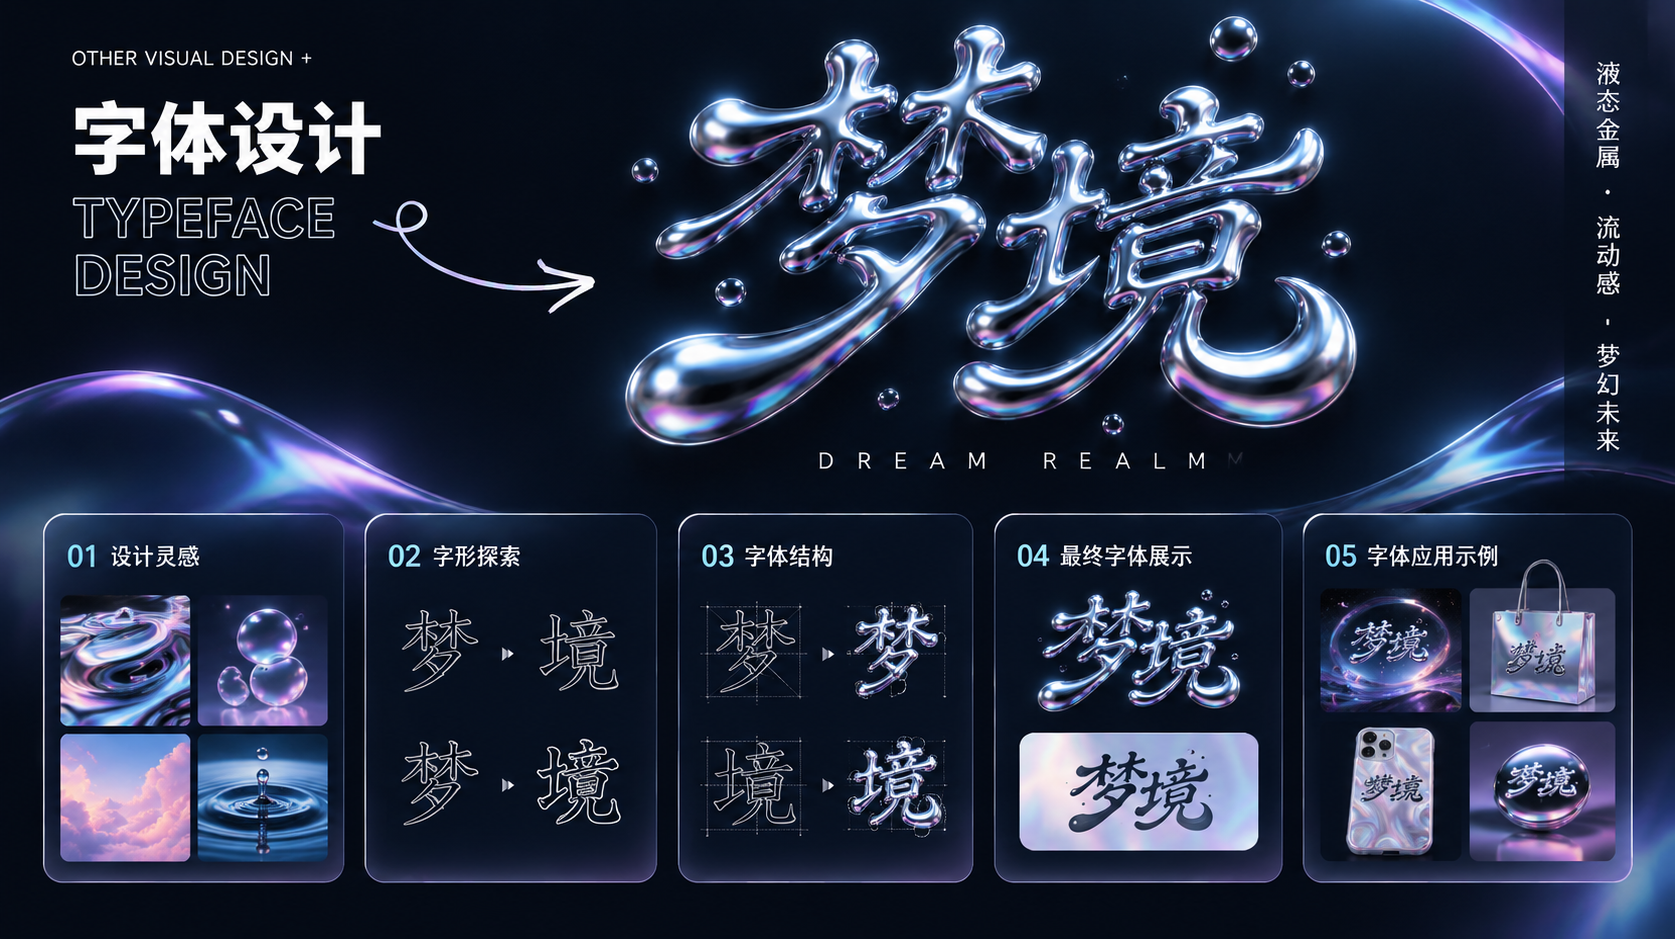 OTHER VISUAL DESIGN +
字体设计
TYPEFACE
DESIGN
梦境
DREAM REALM M
液态金属 · 流动感 · 梦幻未来
01 设计灵感
02 字形探索
梦 境
梦 境
03 字体结构
梦 梦
境 境
04 最终字体展示
梦境
梦境
05 字体应用示例
梦境
梦境
梦境
梦境